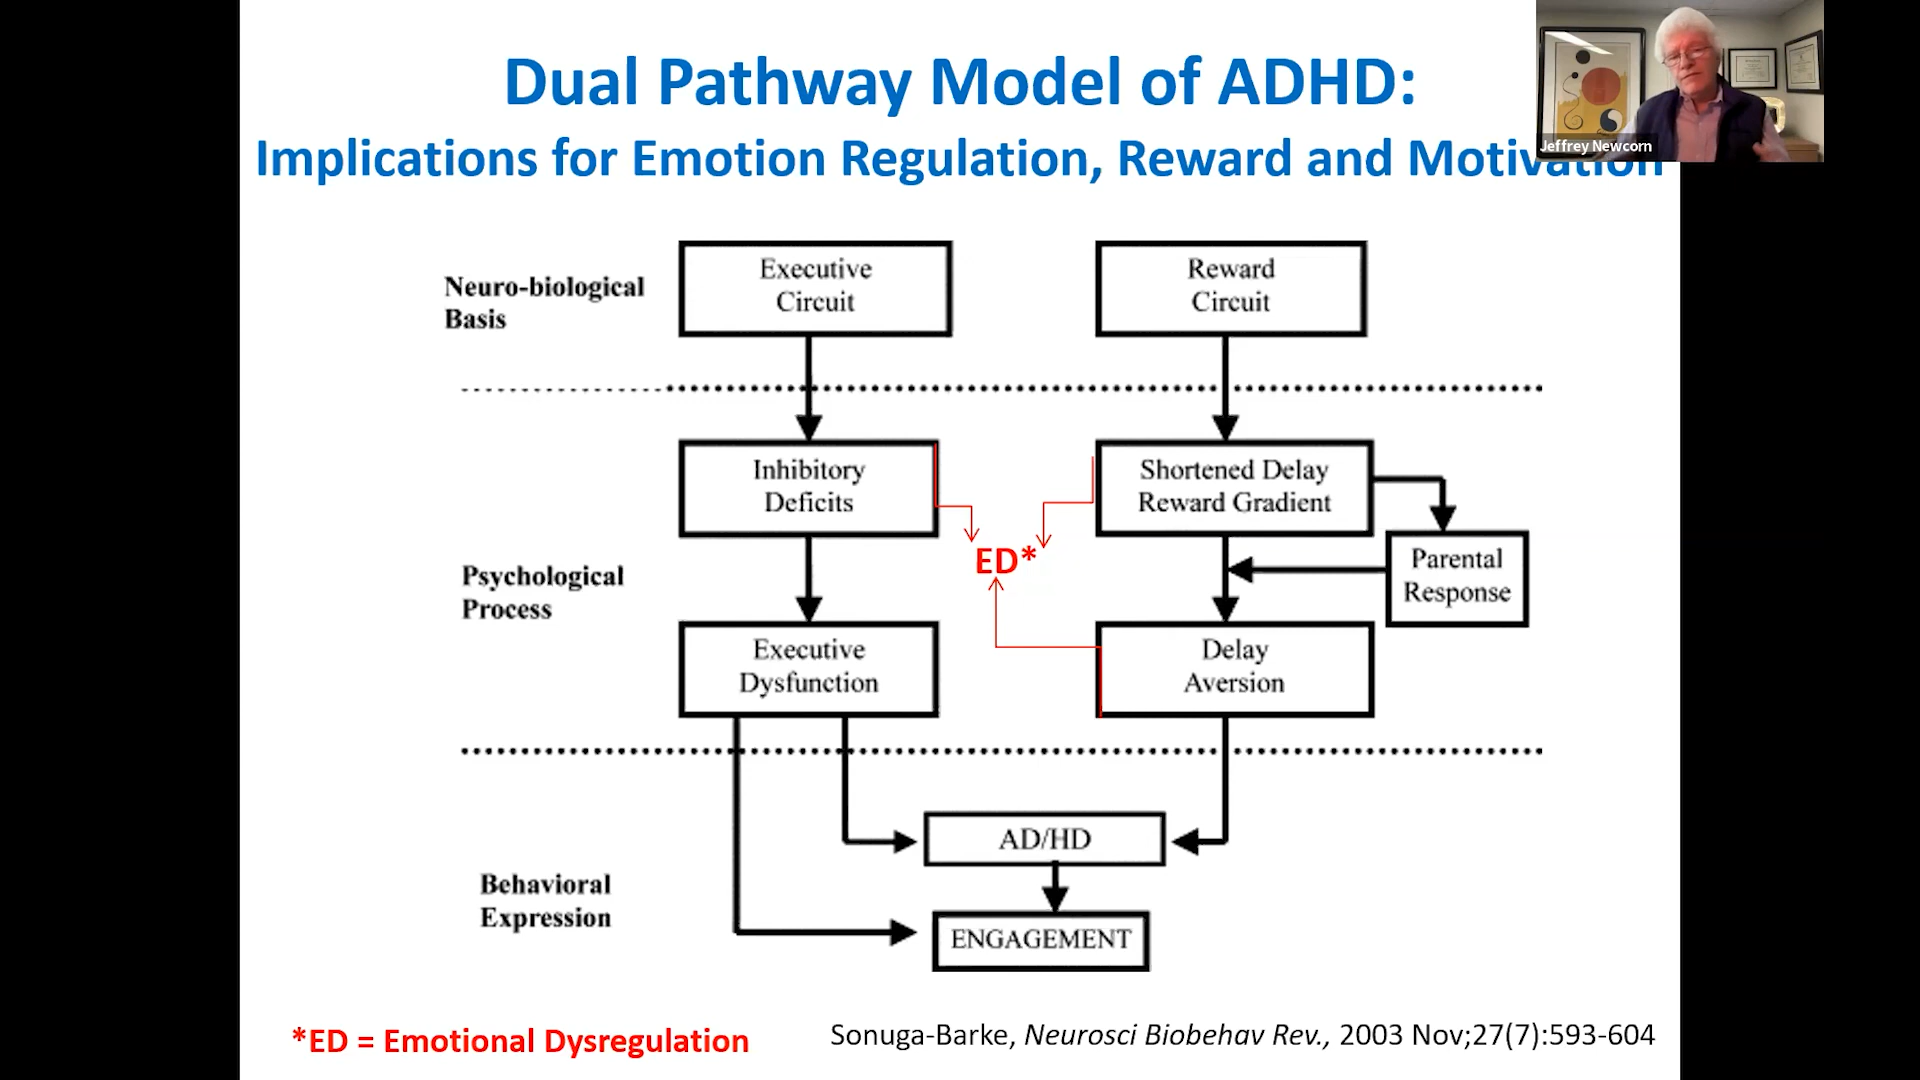 Dual Pathway Model of ADHD:
Implications for Emotion Regulation, Reward and Motivation
Jeffrey Newcorn
Neuro-biological
Basis
Executive
Circuit
Reward
Circuit
Inhibitory
Deficits
Shortened Delay
Reward Gradient
ED*
Parental
Response
Psychological
Process
Executive
Dysfunction
Delay
Aversion
AD/HD
Behavioral
Expression
ENGAGEMENT
*ED = Emotional Dysregulation
Sonuga-Barke, Neurosci Biobehav Rev., 2003 Nov;27(7):593-604